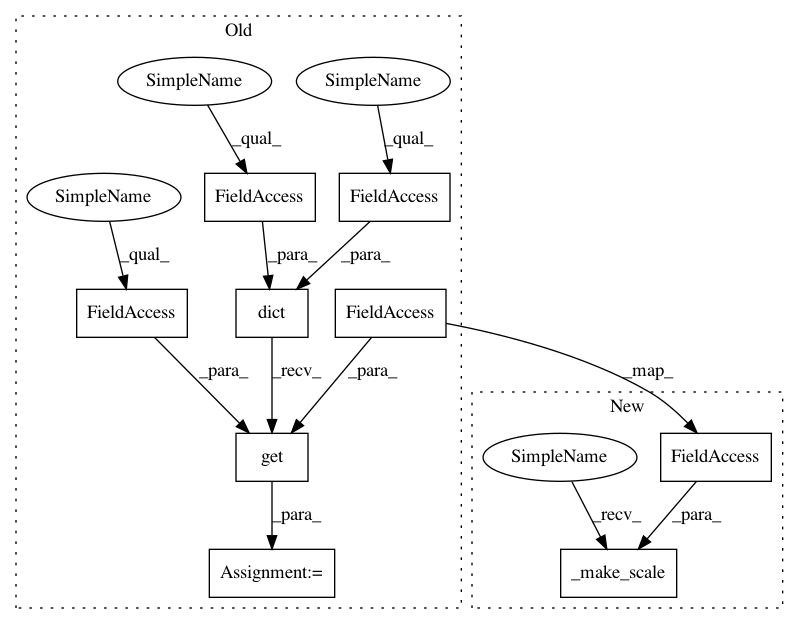 Old
SimpleName
SimpleName
_qual_
_qual_
SimpleName
FieldAccess
FieldAccess
_qual_
_para_
_para_
FieldAccess
dict
FieldAccess
_para_
_recv_
_para_
_map_
New
get
SimpleName
FieldAccess
_para_
_recv_
_para_
Assignment:=
_make_scale